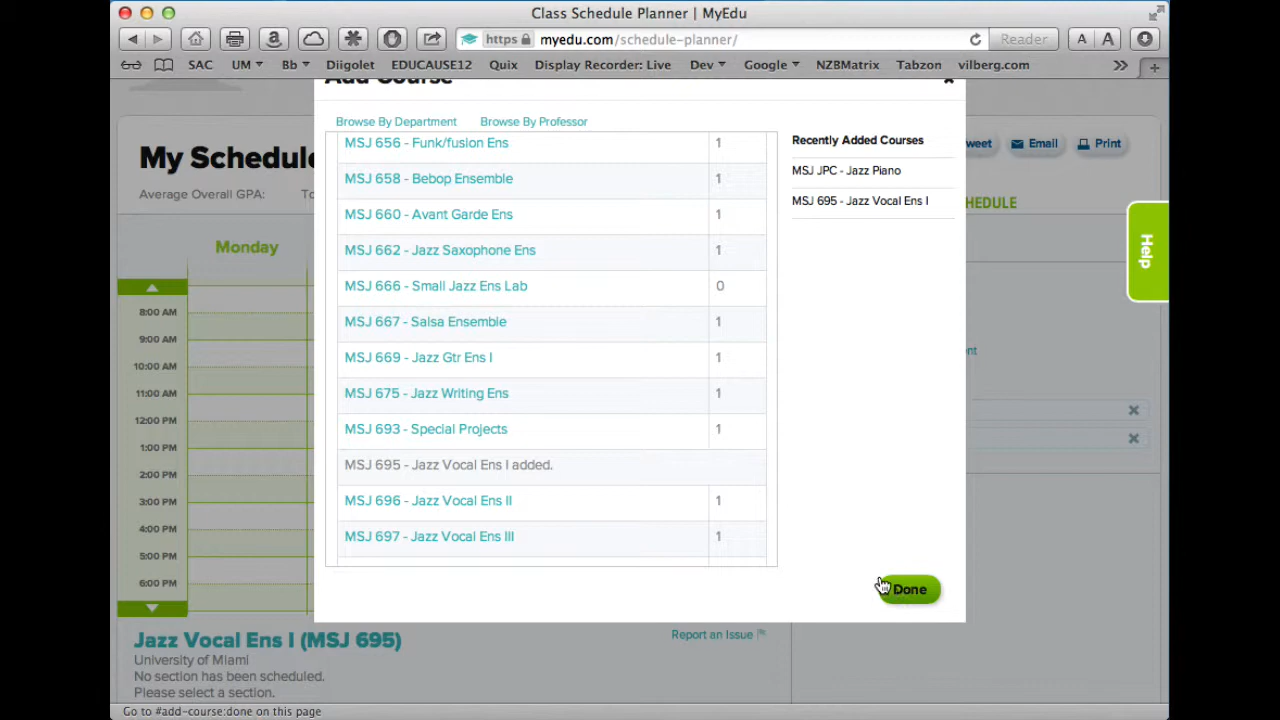 Class Schedule Planner | MyEdu
https myedu.com/schedule-planner/
Reader
A A
SAC UM Bb Diigolet EDUCAUSE12 Quix Display Recorder: Live Dev Google NZBMatrix Tabzon vilberg.com
Add Course
Browse By Department Browse By Professor
MSJ 656 - Funk/fusion Ens 1
MSJ 658 - Bebop Ensemble 1
MSJ 660 - Avant Garde Ens 1
MSJ 662 - Jazz Saxophone Ens 1
MSJ 666 - Small Jazz Ens Lab 0
MSJ 667 - Salsa Ensemble 1
MSJ 669 - Jazz Gtr Ens I 1
MSJ 675 - Jazz Writing Ens 1
MSJ 693 - Special Projects 1
MSJ 695 - Jazz Vocal Ens I added.
MSJ 696 - Jazz Vocal Ens II 1
MSJ 697 - Jazz Vocal Ens III 1
Recently Added Courses
MSJ JPC - Jazz Piano
MSJ 695 - Jazz Vocal Ens I
Done
My Schedule
Average Overall GPA: To
Monday
8:00 AM
9:00 AM
10:00 AM
11:00 AM
12:00 PM
1:00 PM
2:00 PM
3:00 PM
4:00 PM
5:00 PM
6:00 PM
weet Email Print
HEDULE
Help
nt
Jazz Vocal Ens I (MSJ 695)
Report an Issue
University of Miami
No section has been scheduled.
Please select a section.
Go to #add-course:done on this page